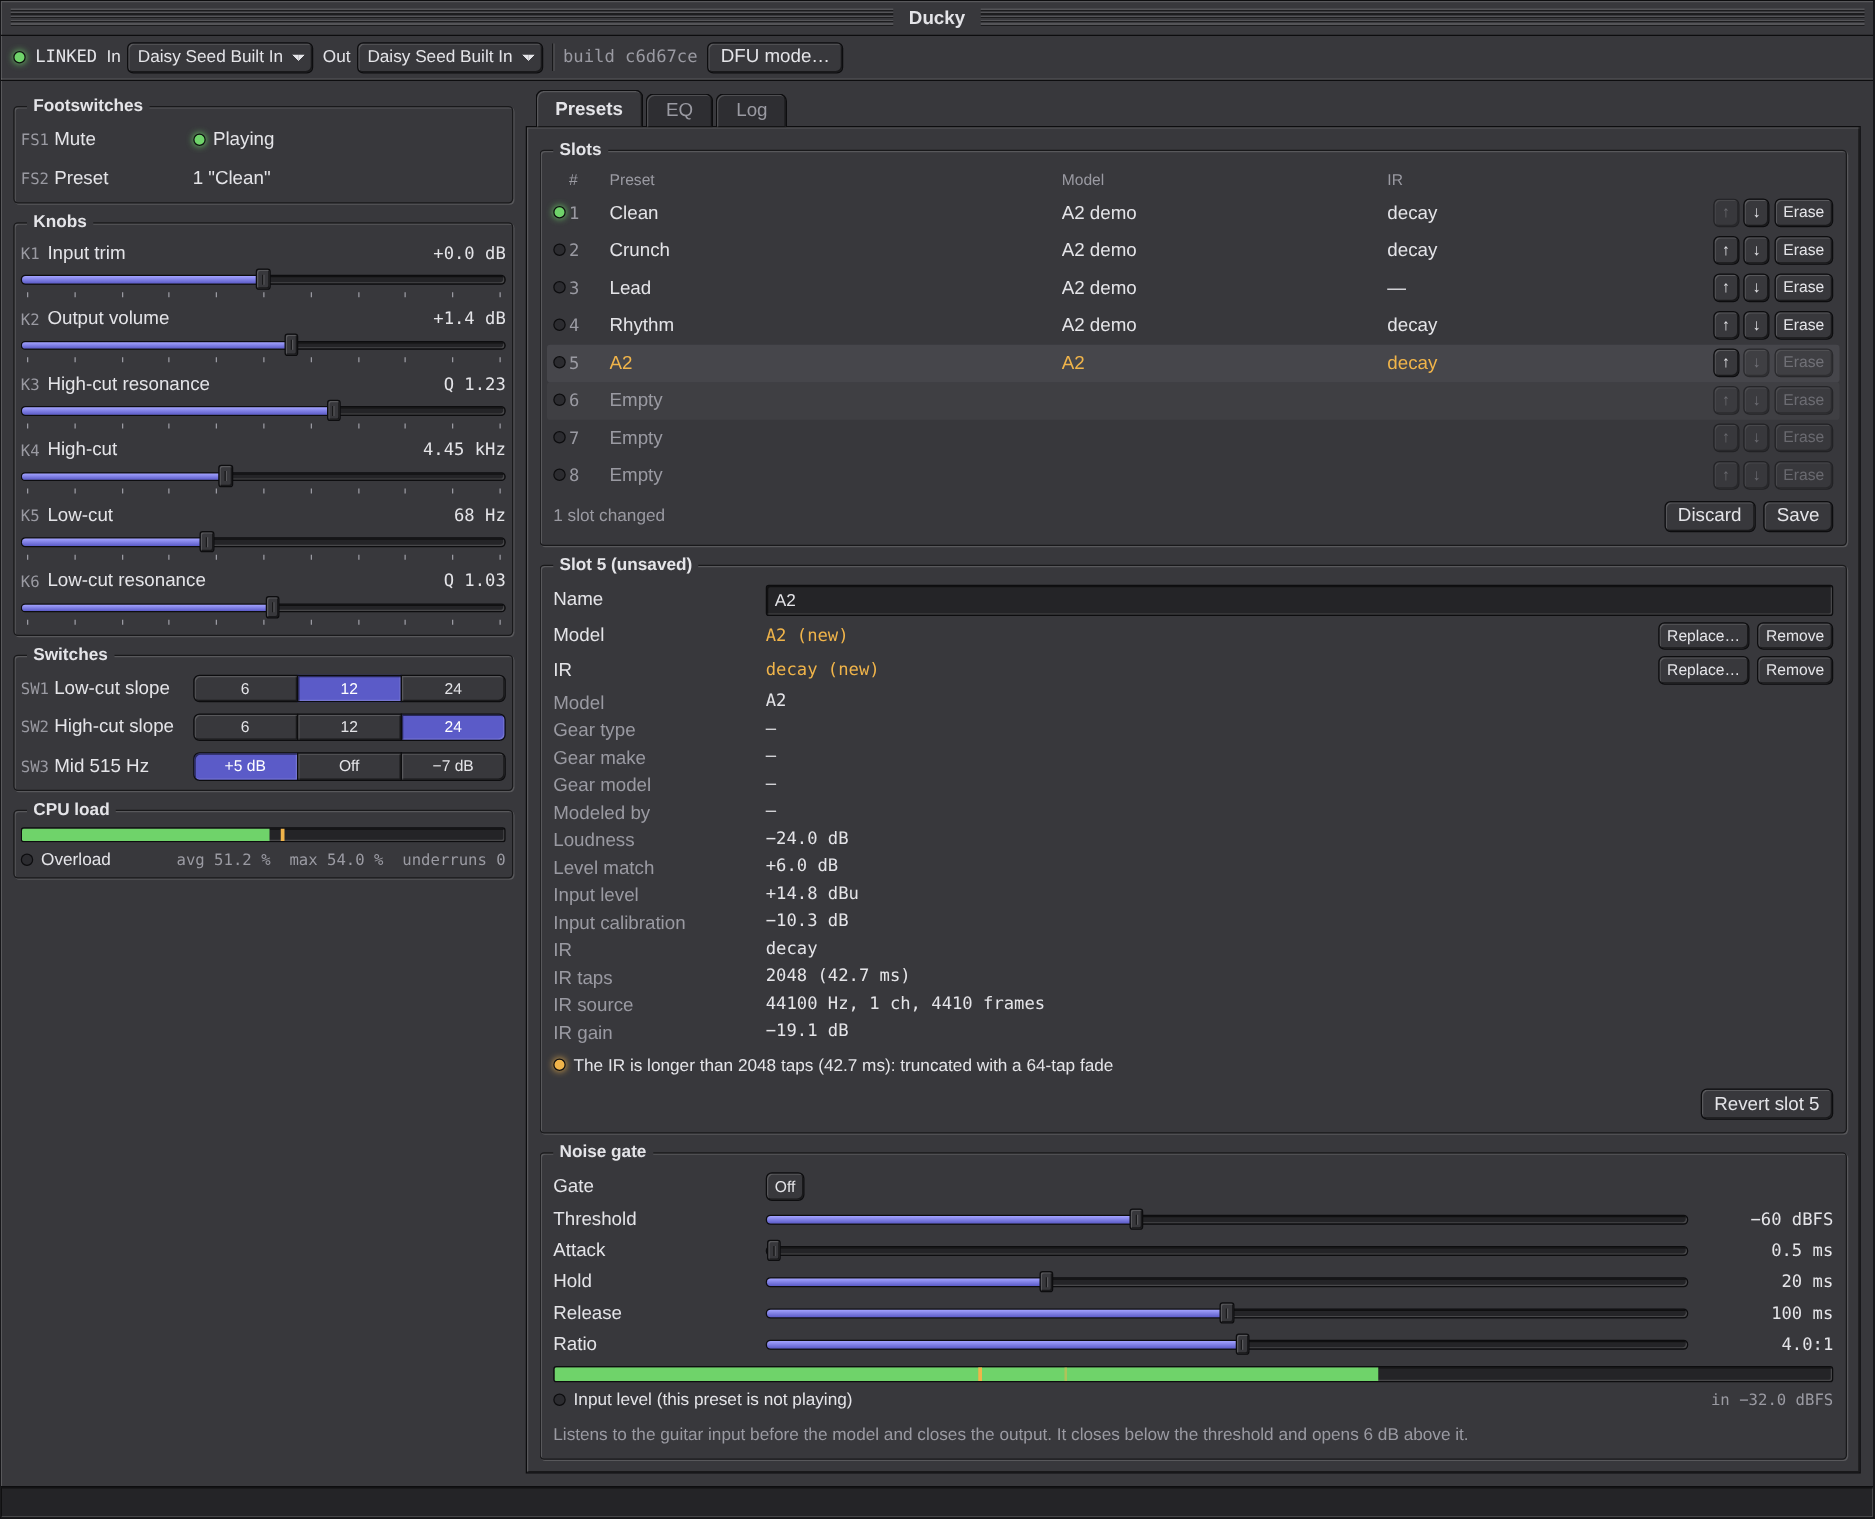 Ducky
LINKED In Daisy Seed Built In Out Daisy Seed Built In build c6d67ce DFU mode…
Footswitches
FS1 Mute Playing
FS2 Preset 1 "Clean"
Knobs
K1 Input trim +0.0 dB
K2 Output volume +1.4 dB
K3 High-cut resonance Q 1.23
K4 High-cut 4.45 kHz
K5 Low-cut 68 Hz
K6 Low-cut resonance Q 1.03
Switches
SW1 Low-cut slope 6 12 24
SW2 High-cut slope 6 12 24
SW3 Mid 515 Hz +5 dB Off −7 dB
CPU load
Overload avg 51.2 % max 54.0 % underruns 0
Presets EQ Log
Slots
# Preset Model IR
1 Clean A2 demo decay ↑ ↓ Erase
2 Crunch A2 demo decay ↑ ↓ Erase
3 Lead A2 demo — ↑ ↓ Erase
4 Rhythm A2 demo decay ↑ ↓ Erase
5 A2 A2 decay ↑ ↓ Erase
6 Empty ↑ ↓ Erase
7 Empty ↑ ↓ Erase
8 Empty ↑ ↓ Erase
1 slot changed Discard Save
Slot 5 (unsaved)
Name A2
Model A2 (new) Replace… Remove
IR decay (new) Replace… Remove
Model A2
Gear type —
Gear make —
Gear model —
Modeled by —
Loudness −24.0 dB
Level match +6.0 dB
Input level +14.8 dBu
Input calibration −10.3 dB
IR decay
IR taps 2048 (42.7 ms)
IR source 44100 Hz, 1 ch, 4410 frames
IR gain −19.1 dB
The IR is longer than 2048 taps (42.7 ms): truncated with a 64-tap fade
Revert slot 5
Noise gate
Gate Off
Threshold −60 dBFS
Attack 0.5 ms
Hold 20 ms
Release 100 ms
Ratio 4.0:1
Input level (this preset is not playing) in −32.0 dBFS
Listens to the guitar input before the model and closes the output. It closes below the threshold and opens 6 dB above it.